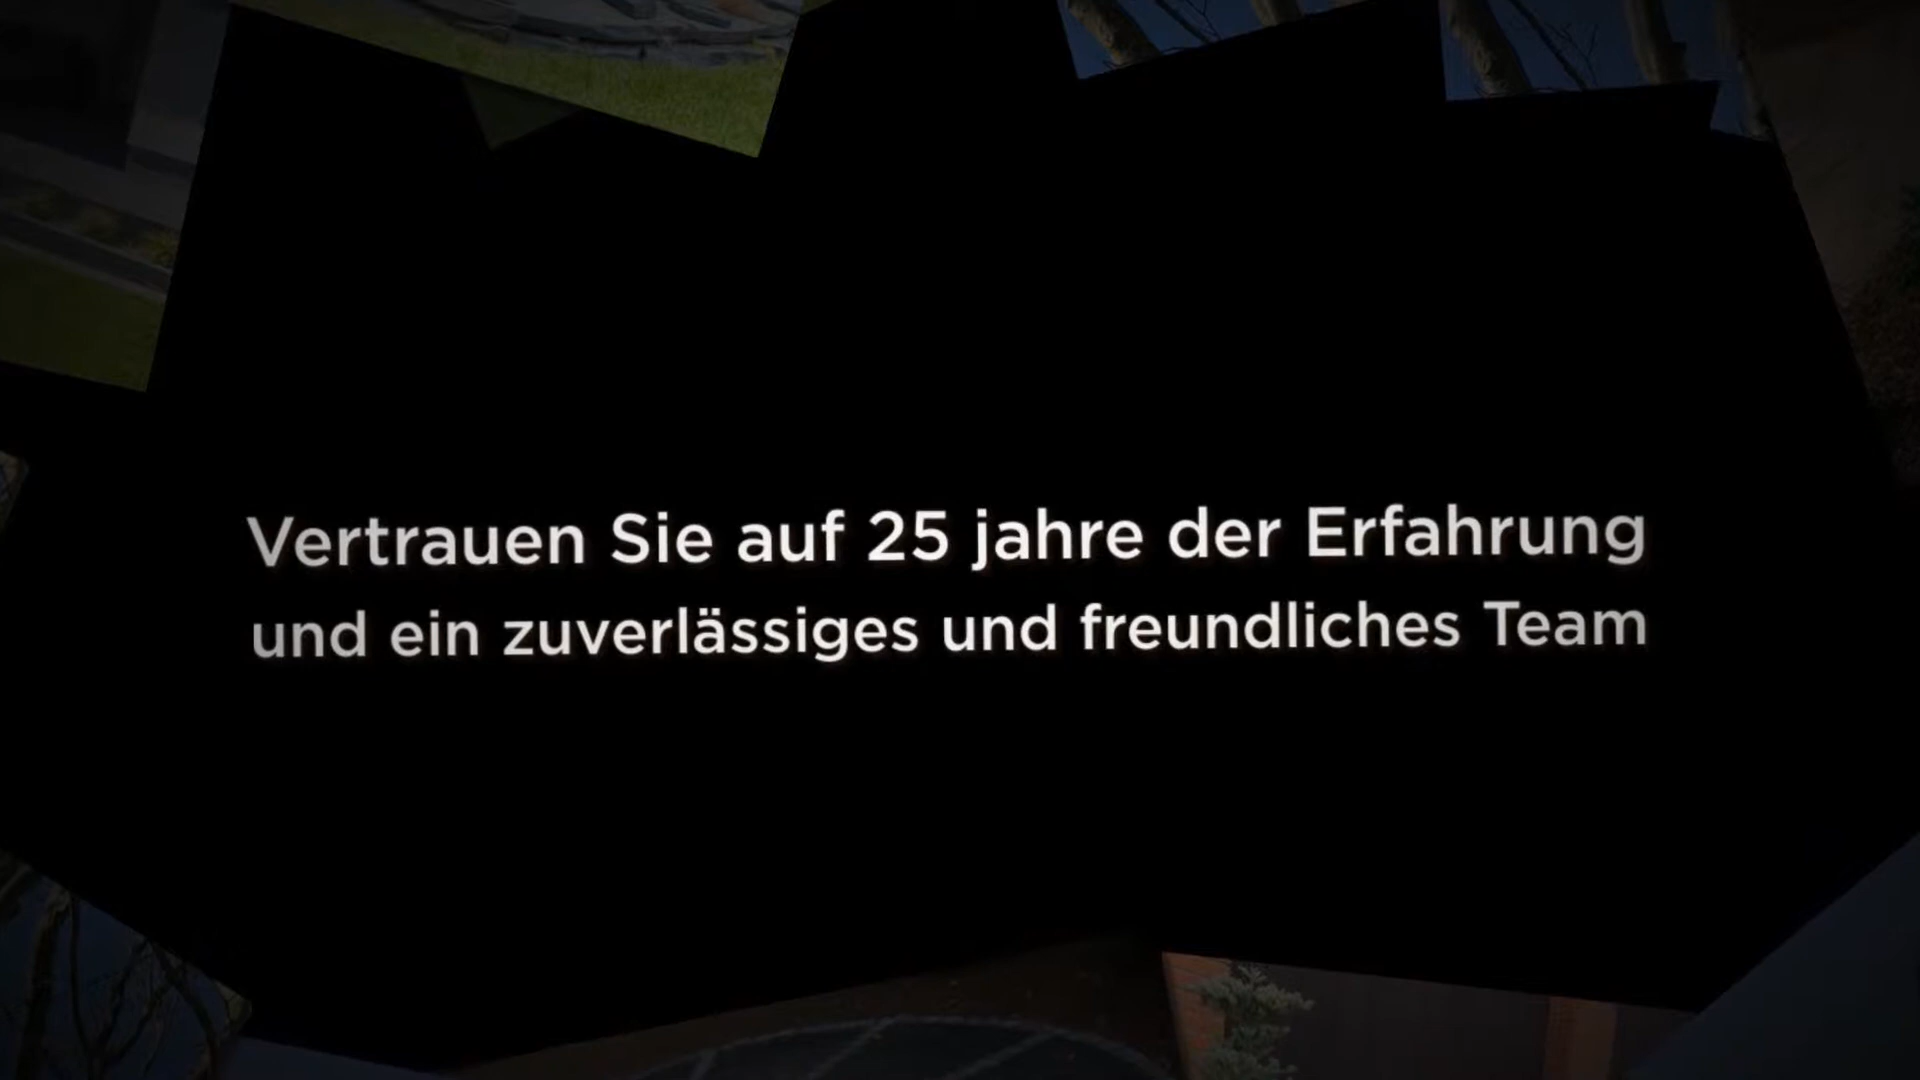 Vertrauen Sie auf 25 jahre der Erfahrung
und ein zuverlässiges und freundliches Team